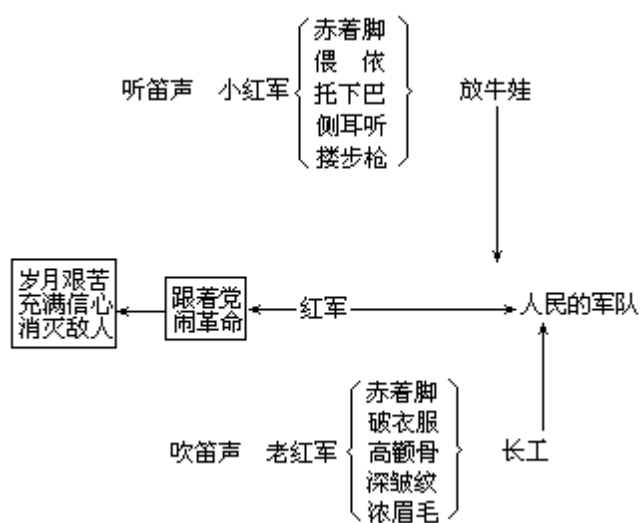 赤着脚
偎 依
听笛声 小红军 托下巴 放牛娃
侧耳听
搂步枪
岁月艰苦
充满信心
消灭敌人
跟着党
闹革命
红军
人民的军队
赤着脚
破衣服
吹笛声 老红军 高颧骨 长工
深皱纹
浓眉毛